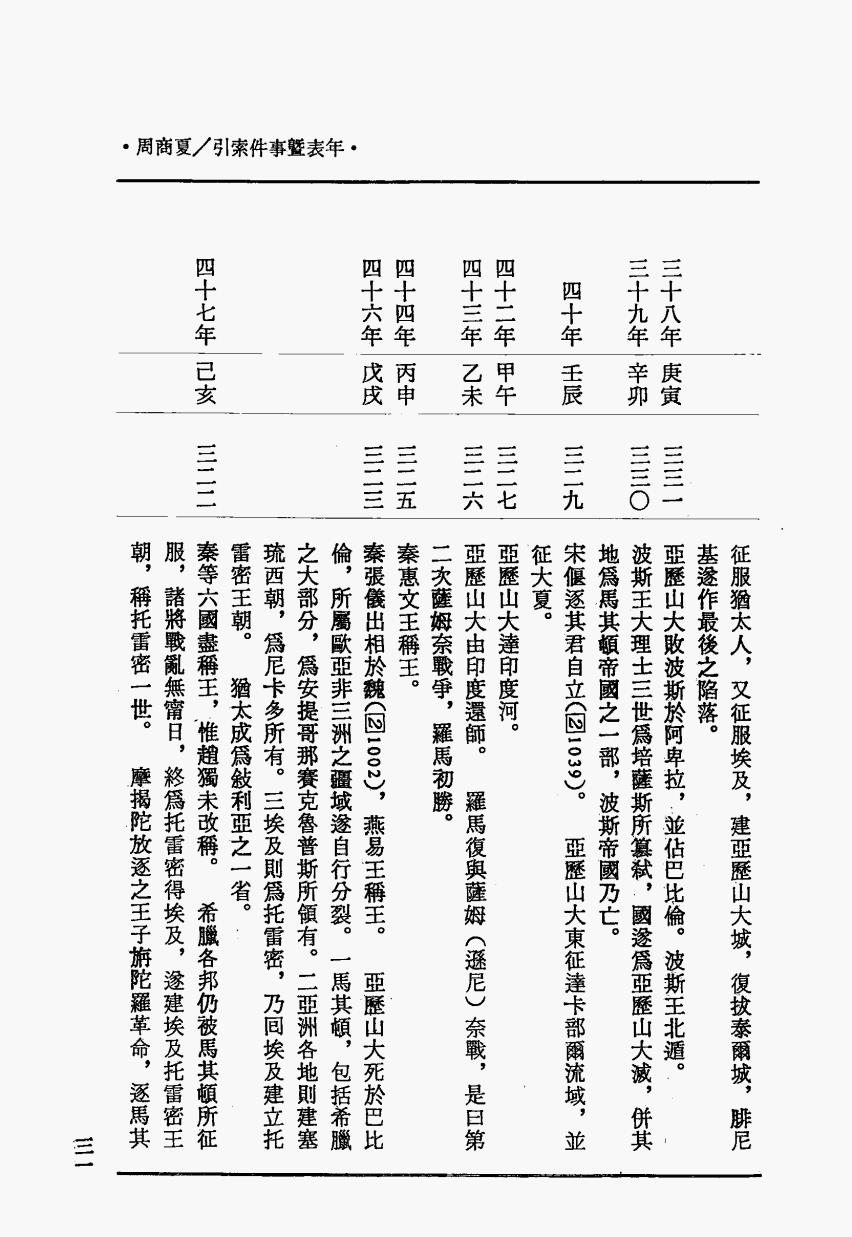 ·年表暨事件索引/夏商周·
征服猶太人，又征服埃及，建亞歷山大城，復拔泰爾城，腓尼
基遂作最後之陷落。
三十八年 庚寅 三三一 亞歷山大敗波斯於阿卑拉，並佔巴比倫。波斯王北遁。
三十九年 辛卯 三三〇 波斯王大理士三世爲培薩斯所篡弒，國遂爲亞歷山大滅，併其
地爲馬其頓帝國之一部，波斯帝國乃亡。
四十年 壬辰 三二九 宋偃逐其君自立（②1039）。 亞歷山大東征達卡部爾流域，並
征大夏。
四十二年 甲午 三二七 亞歷山大達印度河。
四十三年 乙未 三二六 亞歷山大由印度還師。 羅馬復與薩姆（遜尼）奈戰，是曰第
二次薩姆奈戰爭，羅馬初勝。
四十四年 丙申 三二五 秦惠文王稱王。
四十六年 戊戌 三二三 秦張儀出相於魏（②1002），燕易王稱王。 亞歷山大死於巴比
倫，所屬歐亞非三洲之疆域遂自行分裂。一馬其頓，包括希臘
之大部分，爲安提哥那賽克魯普斯所領有。二亞洲各地則建塞
琉西朝，爲尼卡多所有。三埃及則爲托雷密，乃囘埃及建立托
雷密王朝。 猶太成爲敍利亞之一省。
四十七年 己亥 三二二 秦等六國盡稱王，惟趙獨未改稱。 希臘各邦仍被馬其頓所征
服，諸將戰亂無甯日，終爲托雷密得埃及，遂建埃及托雷密王
朝，稱托雷密一世。 摩揭陀放逐之王子旃陀羅革命，逐馬其
三一